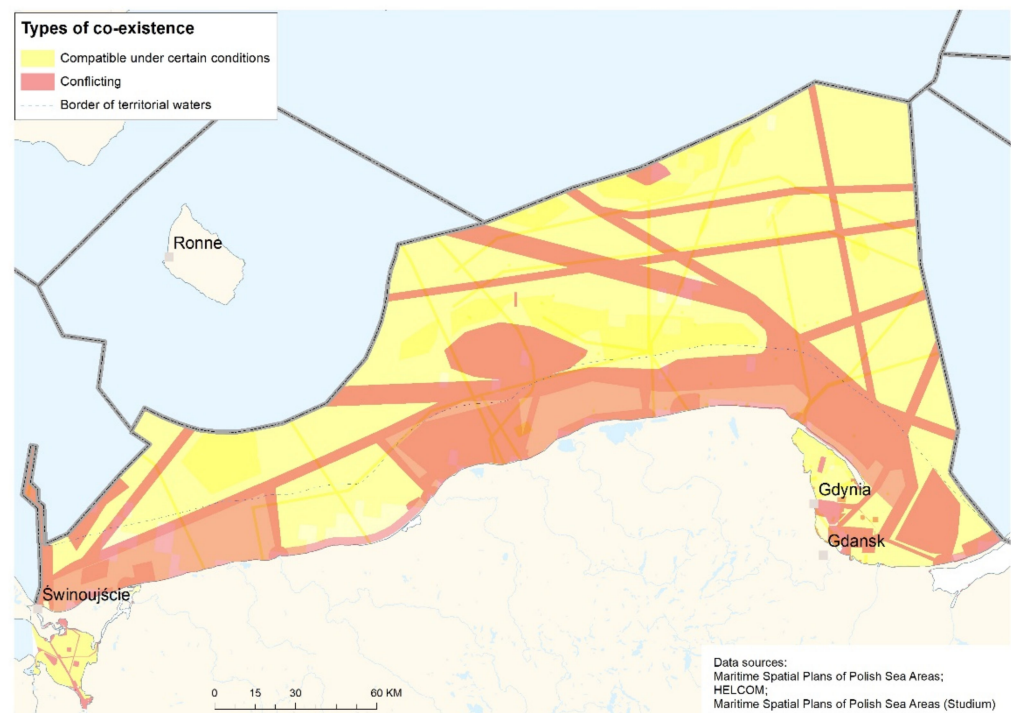 Types of co-existence
Compatible under certain conditions
Conflicting
Border of territorial waters
Ronne
Gdynia
Gdansk
Świnoujście
0 15 30 60 KM
Data sources:
Maritime Spatial Plans of Polish Sea Areas;
HELCOM;
Maritime Spatial Plans of Polish Sea Areas (Studium)